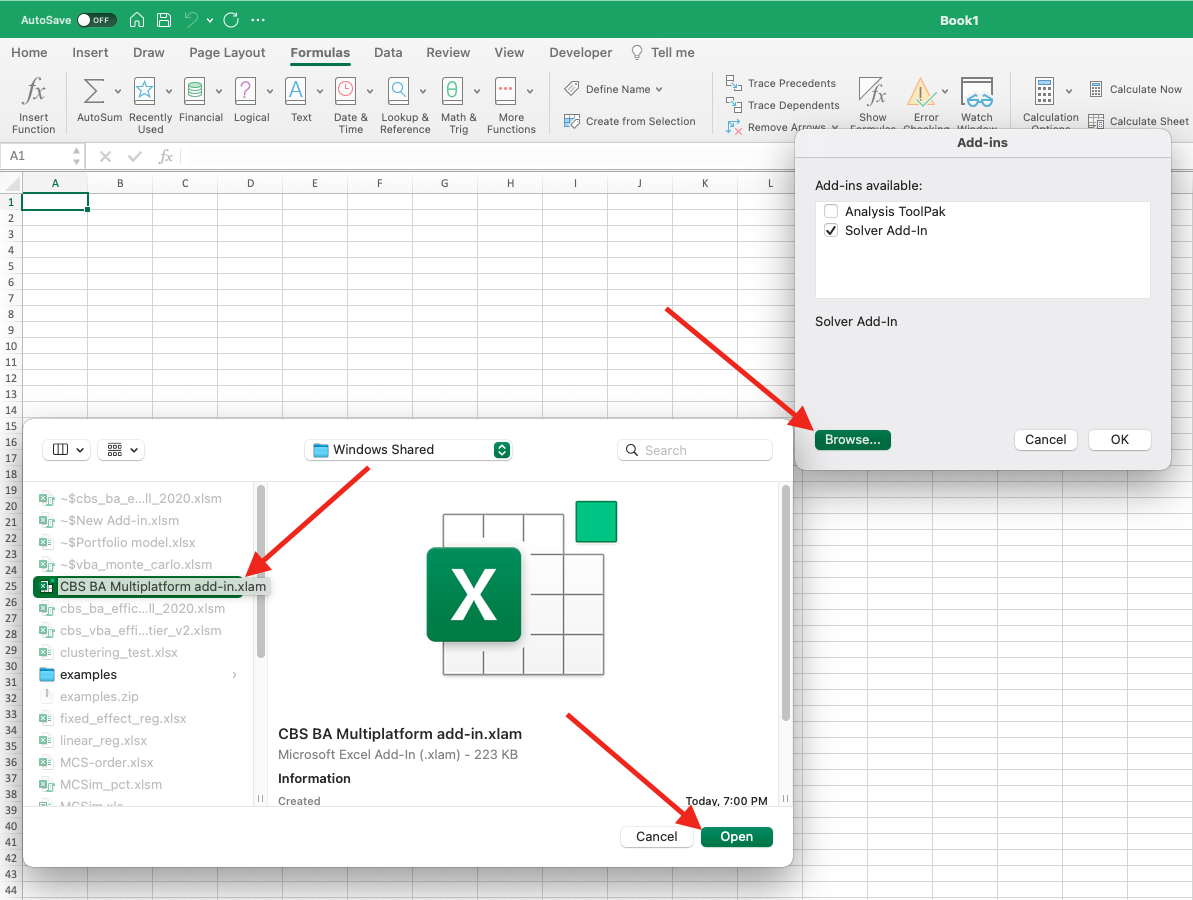 AutoSave OFF
Book1
Home Insert Draw Page Layout Formulas Data Review View Developer Tell me
fx Insert Function
AutoSum
Recently Used
Financial
? Logical
A Text
Date & Time
Lookup & Reference
θ Math & Trig
More Functions
Define Name
Create from Selection
Trace Precedents
Trace Dependents
Remove Arrows
fx Show Formulas
Error Checking
Watch Window
Calculation Options
Calculate Now
Calculate Sheet
A1 fx
A B C D E F G H I J K L
1
2
3
4
5
6
7
8
9
10
11
12
13
14
15
16
17
18
19
20
21
22
23
24
25
26
27
28
29
30
31
32
33
34
35
36
37
38
39
40
41
42
43
44
Add-ins
Add-ins available:
Analysis ToolPak
Solver Add-In
Solver Add-In
Browse...
Cancel
OK
Windows Shared
Search
~$cbs_ba_e...ll_2020.xlsm
~$New Add-in.xlsm
~$Portfolio model.xlsx
~$vba_monte_carlo.xlsm
CBS BA Multiplatform add-in.xlam
cbs_ba_effic...ll_2020.xlsm
cbs_vba_effi...tier_v2.xlsm
clustering_test.xlsx
examples
examples.zip
fixed_effect_reg.xlsx
linear_reg.xlsx
MCS-order.xlsx
MCSim_pct.xlsm
X
CBS BA Multiplatform add-in.xlam
Microsoft Excel Add-In (.xlam) - 223 KB
Information
Created Today, 7:00 PM
Cancel
Open